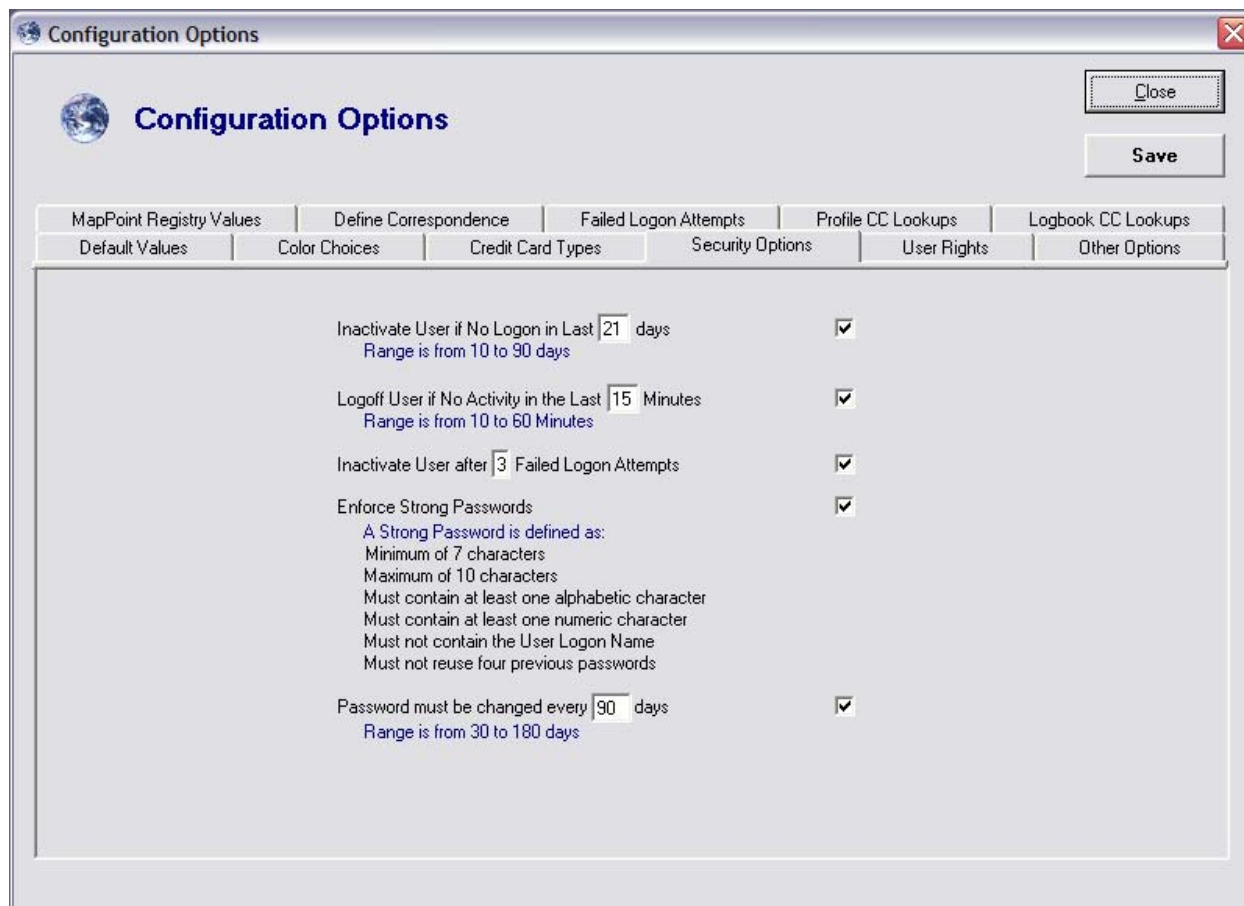 Configuration Options
Close
Configuration Options
Save
MapPoint Registry Values Define Correspondence Failed Logon Attempts Profile CC Lookups Logbook CC Lookups
Default Values Color Choices Credit Card Types Security Options User Rights Other Options
Inactivate User if No Logon in Last 21 days
Range is from 10 to 90 days
Logoff User if No Activity in the Last 15 Minutes
Range is from 10 to 60 Minutes
Inactivate User after 3 Failed Logon Attempts
Enforce Strong Passwords
A Strong Password is defined as:
Minimum of 7 characters
Maximum of 10 characters
Must contain at least one alphabetic character
Must contain at least one numeric character
Must not contain the User Logon Name
Must not reuse four previous passwords
Password must be changed every 90 days
Range is from 30 to 180 days